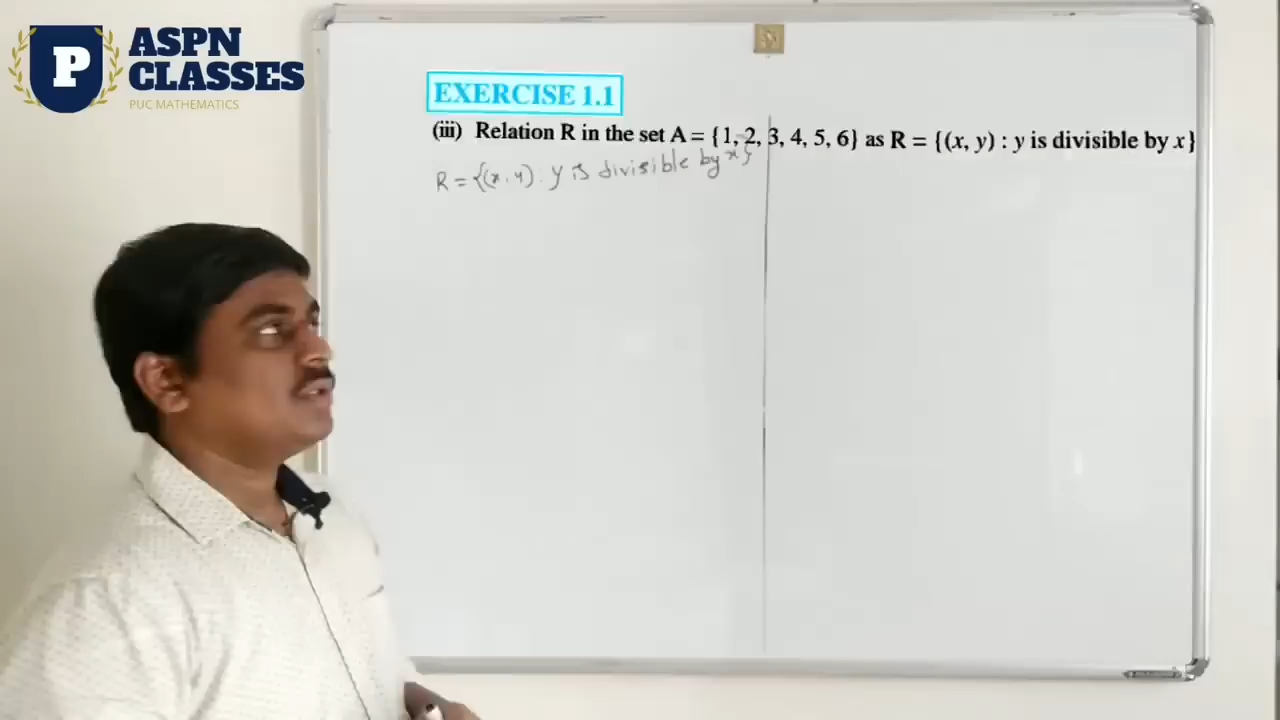 P
ASPN
CLASSES
PUC MATHEMATICS
EXERCISE 1.1
(iii) Relation R in the set A = {1, 2, 3, 4, 5, 6} as R = {(x, y) : y is divisible by x}
R = {(x, y) : y is divisible by x}